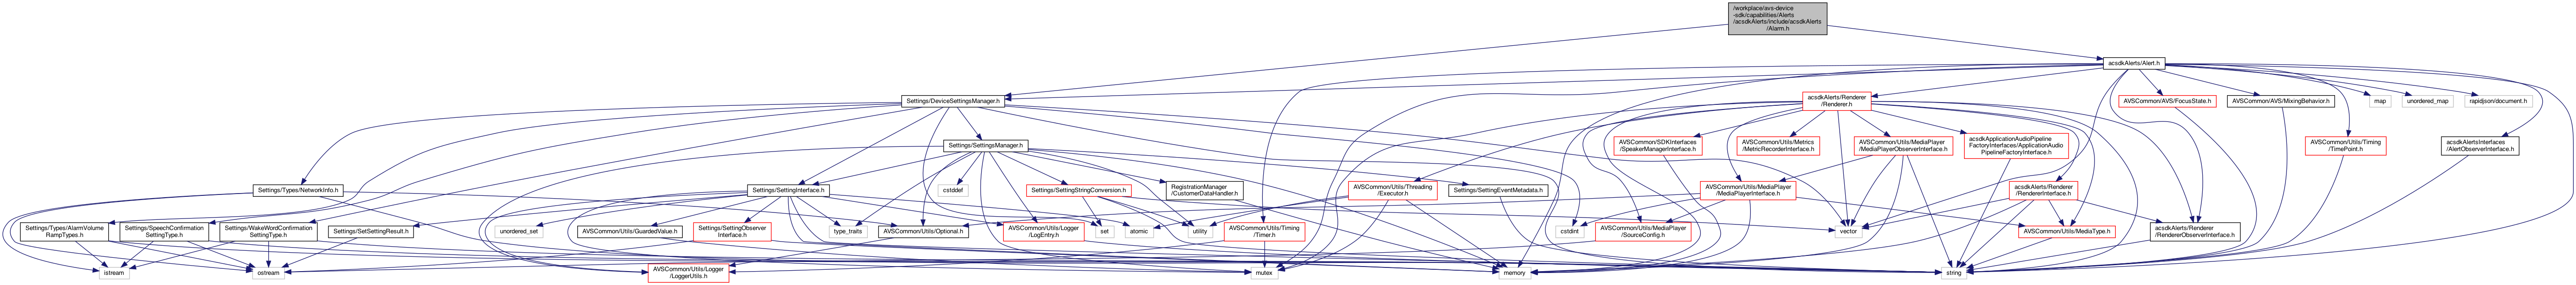 /workplace/avs-device
-sdk/capabilities/Alerts
/acsdkAlerts/include/acsdkAlerts
/Alarm.h
acsdkAlerts/Alert.h
Settings/DeviceSettingsManager.h
acsdkAlerts/Renderer
/Renderer.h
AVSCommon/AVS/FocusState.h
AVSCommon/AVS/MixingBehavior.h
map
unordered_map
rapidjson/document.h
Settings/SettingsManager.h
AVSCommon/SDKInterfaces
/SpeakerManagerInterface.h
AVSCommon/Utils/Metrics
/MetricRecorderInterface.h
AVSCommon/Utils/MediaPlayer
/MediaPlayerObserverInterface.h
acsdkApplicationAudioPipeline
FactoryInterfaces/ApplicationAudio
PipelineFactoryInterface.h
AVSCommon/Utils/Timing
/TimePoint.h
acsdkAlertsInterfaces
/AlertObserverInterface.h
Settings/Types/NetworkInfo.h
Settings/SettingInterface.h
cstddef
Settings/SettingStringConversion.h
RegistrationManager
/CustomerDataHandler.h
Settings/SettingEventMetadata.h
AVSCommon/Utils/Threading
/Executor.h
AVSCommon/Utils/MediaPlayer
/MediaPlayerInterface.h
acsdkAlerts/Renderer
/RendererInterface.h
Settings/Types/AlarmVolume
RampTypes.h
Settings/SpeechConfirmation
SettingType.h
Settings/WakeWordConfirmation
SettingType.h
Settings/SetSettingResult.h
unordered_set
AVSCommon/Utils/GuardedValue.h
Settings/SettingObserver
Interface.h
type_traits
AVSCommon/Utils/Optional.h
AVSCommon/Utils/Logger
/LogEntry.h
set
atomic
utility
AVSCommon/Utils/Timing
/Timer.h
cstdint
AVSCommon/Utils/MediaPlayer
/SourceConfig.h
vector
AVSCommon/Utils/MediaType.h
acsdkAlerts/Renderer
/RendererObserverInterface.h
istream
ostream
AVSCommon/Utils/Logger
/LoggerUtils.h
mutex
memory
string